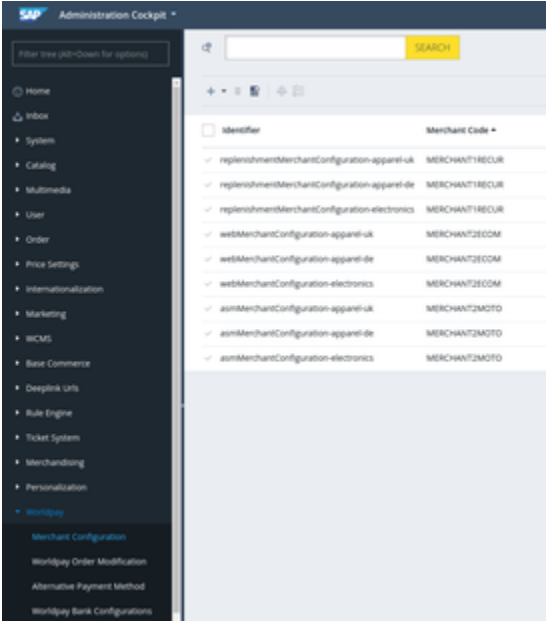 SAP Administration Cockpit
Filter tree (Alt+Down for options)
Home
Inbox
System
Catalog
Multimedia
User
Order
Price Settings
Internationalization
Marketing
WCMS
Base Commerce
Deeplink Urls
Rule Engine
Ticket System
Merchandising
Personalization
Worldpay
Merchant Configuration
Worldpay Order Modification
Alternative Payment Method
Worldpay Bank Configurations
SEARCH
Identifier Merchant Code
replenishmentMerchantConfiguration-apparel-uk MERCHANT1RECUR
replenishmentMerchantConfiguration-apparel-de MERCHANT1RECUR
replenishmentMerchantConfiguration-electronics MERCHANT1RECUR
webMerchantConfiguration-apparel-uk MERCHANT2ECOM
webMerchantConfiguration-apparel-de MERCHANT2ECOM
webMerchantConfiguration-electronics MERCHANT2ECOM
asmMerchantConfiguration-apparel-uk MERCHANT2MOTO
asmMerchantConfiguration-apparel-de MERCHANT2MOTO
asmMerchantConfiguration-electronics MERCHANT2MOTO